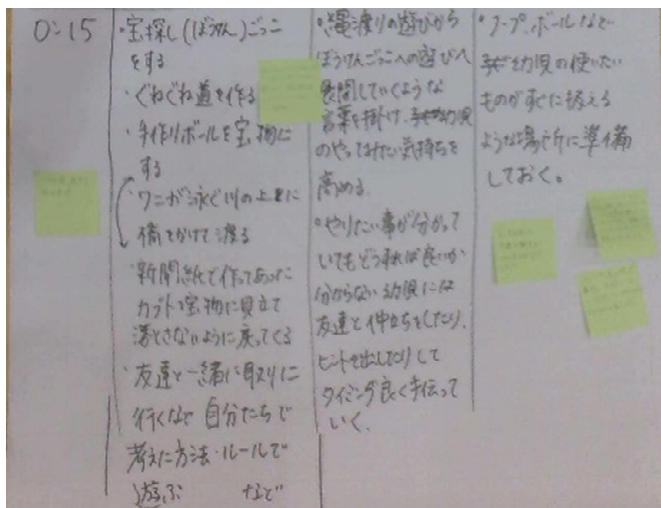 0:15
・宝探し(ぼうけん)ごっこ
をする
・ぐねぐね道を作る
・手作りボールを宝物に
する
・ワニが泳ぐ川の上に
橋をかけて渡る
・新聞紙で作ってあった
カブトを宝物に見立て
落とさないように戻ってくる
・友達と一緒に取りに
行くなど自分たちで
考えた方法・ルールで
遊ぶ など
・縄渡りの遊びから
ぼうけんごっこへの遊びへ
展開していくような
言葉を掛け、幼児
のやってみたい気持ちを
高める
・やりたい事が分かって
いてもどうすれば良いか
分からない幼児には
友達と仲立ちをしたり、
ヒントを出したりして
タイミング良く手伝って
いく。
・フープ、ボールなど
幼児の使いたい
ものがすぐに扱える
ような場所に準備
しておく。